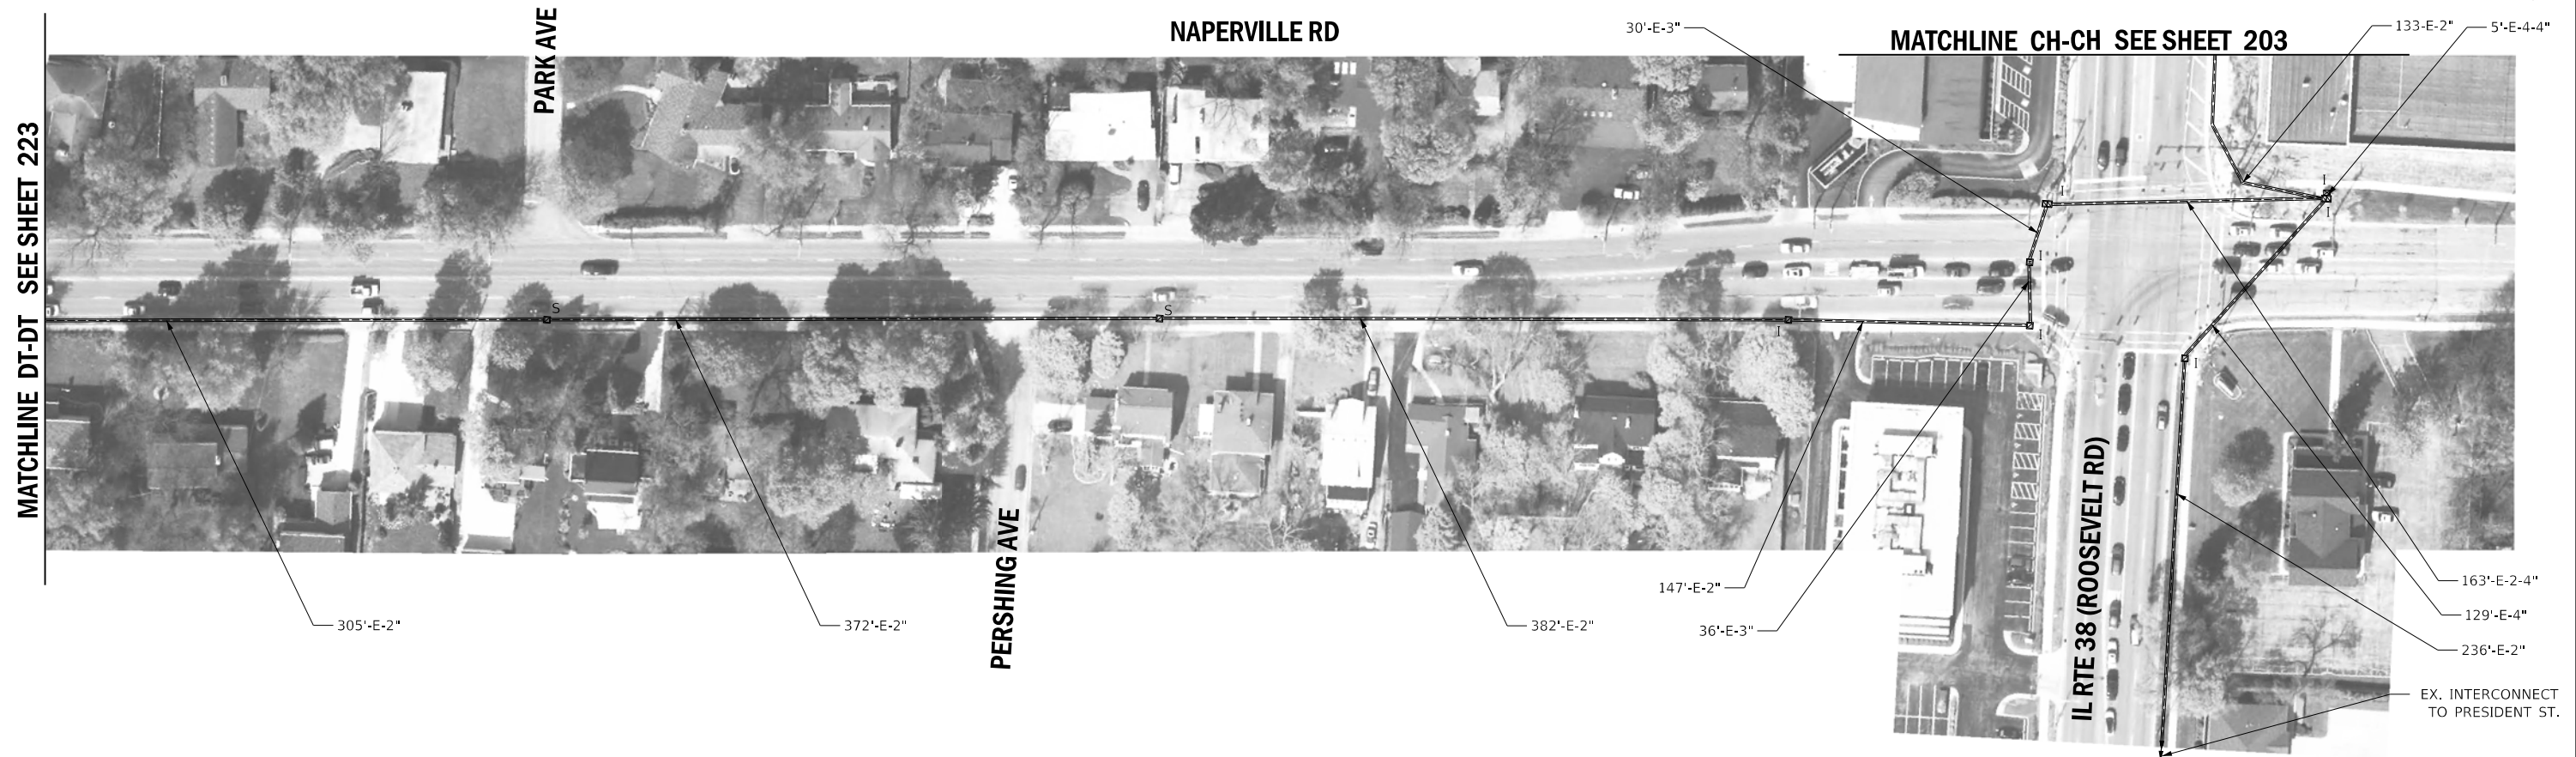 NAPERVILLE RD
PARK AVE
30'-E-3"
MATCHLINE CH-CH SEE SHEET 203
133-E-2"
5'-E-4-4"
MATCHLINE DT-DT SEE SHEET 223
I
I
I
I
S
S
I
I
I
305'-E-2"
372'-E-2"
PERSHING AVE
382'-E-2"
147'-E-2"
36'-E-3"
IL RTE 38 (ROOSEVELT RD)
163'-E-2-4"
129'-E-4"
236'-E-2"
EX. INTERCONNECT
TO PRESIDENT ST.